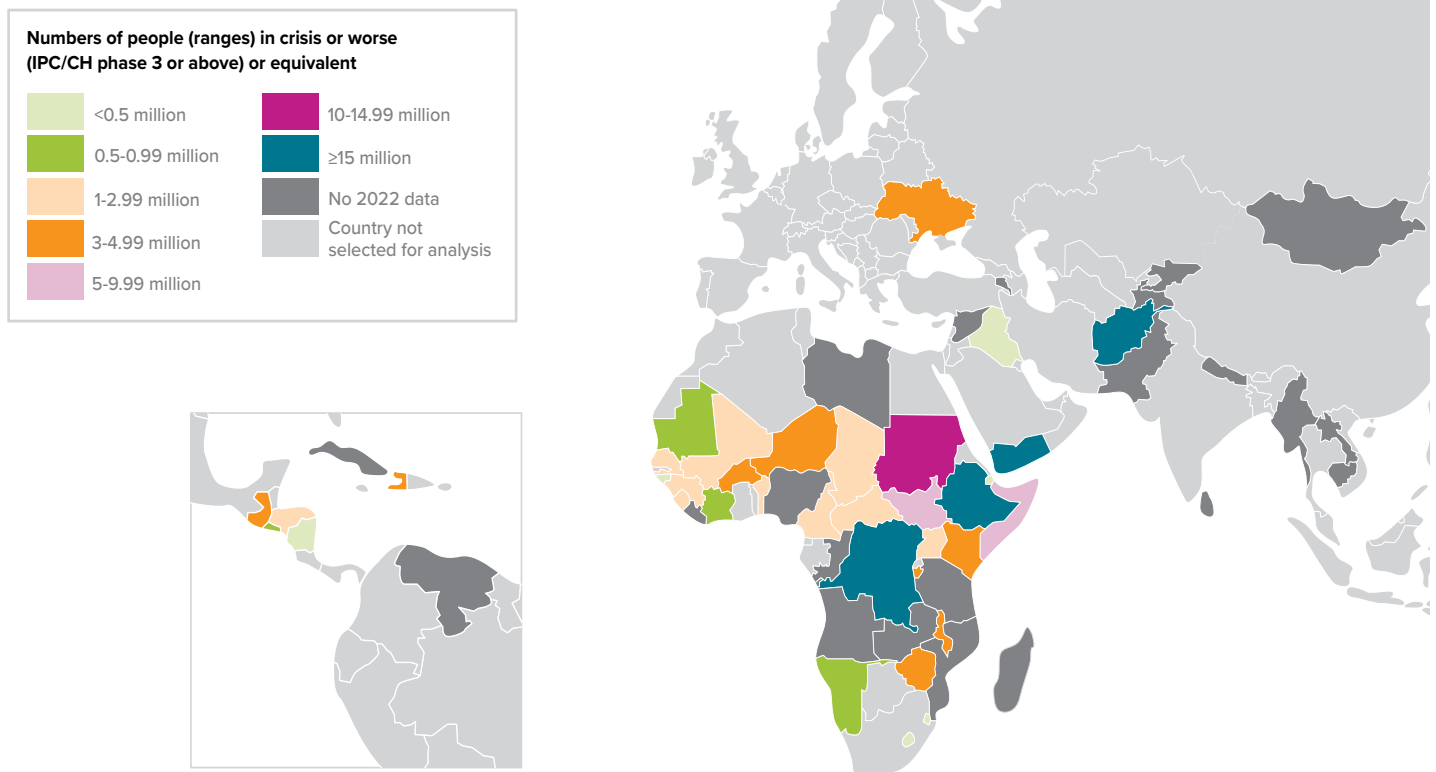 Numbers of people (ranges) in crisis or worse
(IPC/CH phase 3 or above) or equivalent
<0.5 million
0.5-0.99 million
1-2.99 million
3-4.99 million
5-9.99 million
10-14.99 million
≥15 million
No 2022 data
Country not
selected for analysis